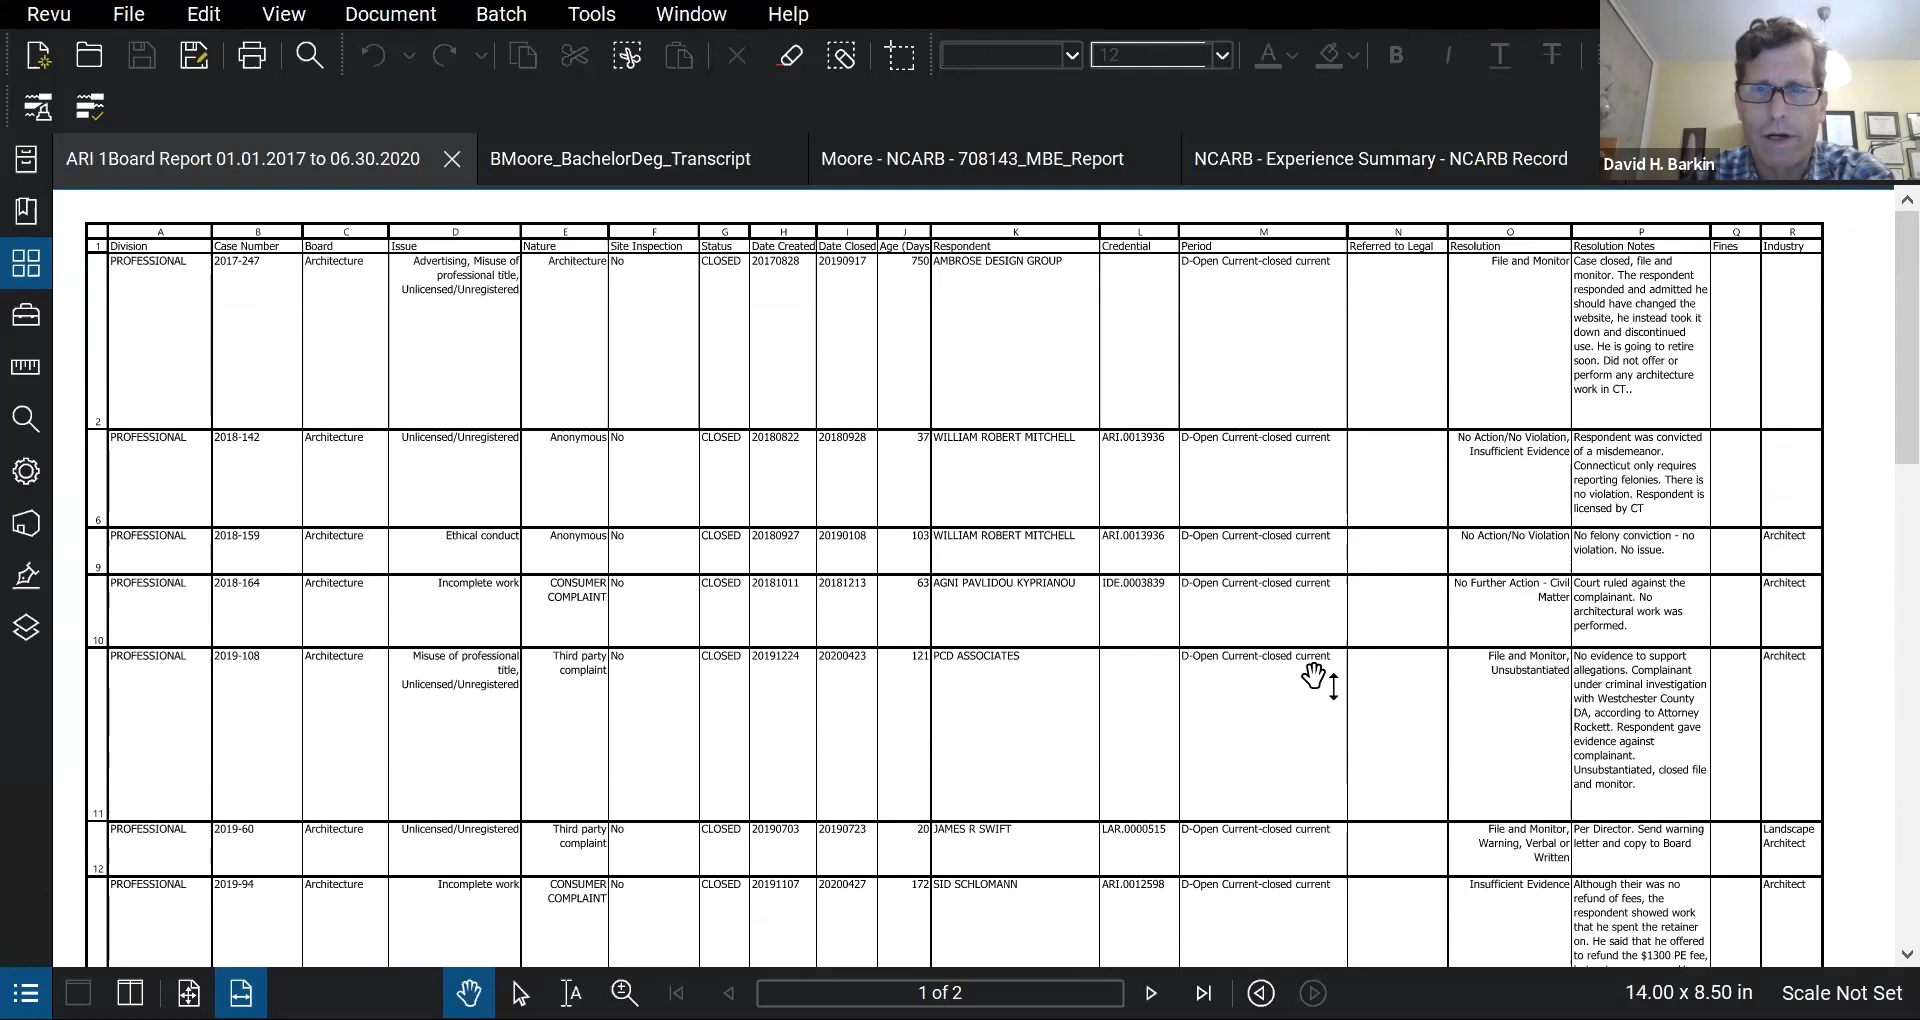 Revu File Edit View Document Batch Tools Window Help
12
ARI 1Board Report 01.01.2017 to 06.30.2020 BMoore_BachelorDeg_Transcript Moore - NCARB - 708143_MBE_Report NCARB - Experience Summary - NCARB Record
David H. Barkin
A B C D E F G H I J K L M N O P Q R
1 Division Case Number Board Issue Nature Site Inspection Status Date Created Date Closed Age (Days Respondent Credential Period Referred to Legal Resolution Resolution Notes Fines Industry
PROFESSIONAL 2017-247 Architecture Advertising, Misuse of Architecture No CLOSED 20170828 20190917 750 AMBROSE DESIGN GROUP D-Open Current-closed current File and Monitor Case closed, file and
professional title, monitor. The respondent
Unlicensed/Unregistered responded and admitted he
should have changed the
website, he instead took it
down and discontinued
use. He is going to retire
soon. Did not offer or
perform any architecture
work in CT..
2
PROFESSIONAL 2018-142 Architecture Unlicensed/Unregistered Anonymous No CLOSED 20180822 20180928 37 WILLIAM ROBERT MITCHELL ARI.0013936 D-Open Current-closed current No Action/No Violation, Respondent was convicted
Insufficient Evidence of a misdemeanor.
Connecticut only requires
reporting felonies. There is
no violation. Respondent is
licensed by CT
6
PROFESSIONAL 2018-159 Architecture Ethical conduct Anonymous No CLOSED 20180927 20190108 103 WILLIAM ROBERT MITCHELL ARI.0013936 D-Open Current-closed current No Action/No Violation No felony conviction - no Architect
violation. No issue.
9
PROFESSIONAL 2018-164 Architecture Incomplete work CONSUMER No CLOSED 20181011 20181213 63 AGNI PAVLIDOU KYPRIANOU IDE.0003839 D-Open Current-closed current No Further Action - Civil Court ruled against the Architect
COMPLAINT Matter complainant. No
architectural work was
performed.
10
PROFESSIONAL 2019-108 Architecture Misuse of professional Third party No CLOSED 20191224 20200423 121 PCD ASSOCIATES D-Open Current-closed current File and Monitor, No evidence to support Architect
title, complaint Unsubstantiated allegations. Complainant
Unlicensed/Unregistered under criminal investigation
with Westchester County
DA, according to Attorney
Rockett. Respondent gave
evidence against
complainant.
Unsubstantiated, closed file
and monitor.
11
PROFESSIONAL 2019-60 Architecture Unlicensed/Unregistered Third party No CLOSED 20190703 20190723 20 JAMES R SWIFT LAR.0000515 D-Open Current-closed current File and Monitor, Per Director. Send warning Landscape
complaint Warning, Verbal or letter and copy to Board Architect
Written
12
PROFESSIONAL 2019-94 Architecture Incomplete work CONSUMER No CLOSED 20191107 20200427 172 SID SCHLOMANN ARI.0012598 D-Open Current-closed current Insufficient Evidence Although their was no Architect
COMPLAINT refund of fees, the
respondent showed work
that he spent the retainer
on. He said that he offered
to refund the $1300 PE fee,
1 of 2 14.00 x 8.50 in Scale Not Set